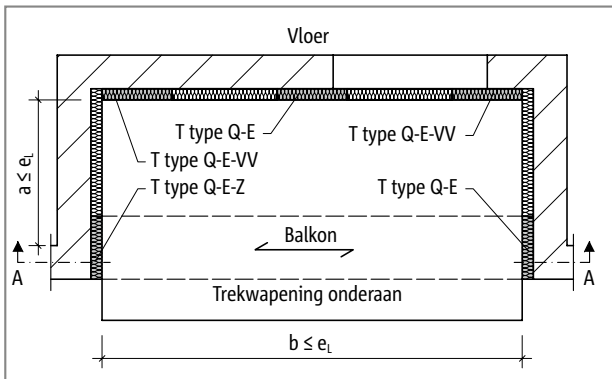 Vloer
T type Q-E
T type Q-E-VV
T type Q-E-VV
T type Q-E-Z
T type Q-E
a ≤ eL
Balkon
A
A
Trekwapening onderaan
b ≤ eL